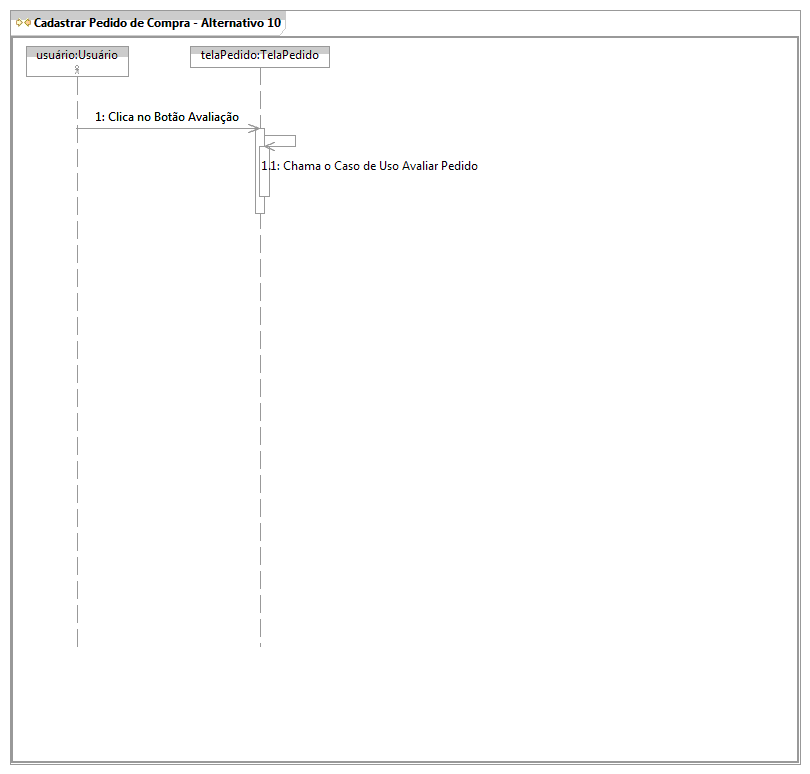 Cadastrar Pedido de Compra - Alternativo 10
usuário:Usuário
telaPedido:TelaPedido
1: Clica no Botão Avaliação
1.1: Chama o Caso de Uso Avaliar Pedido